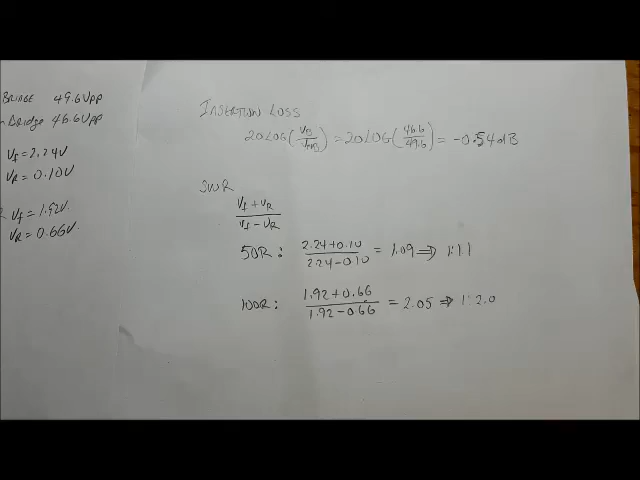 BRIDGE 49.6Vpp
Bridge 46.6Vpp
Vf = 2.24V
VR = 0.10V
R Vf = 1.92V.
VR = 0.66V.
INSERTION LOSS
20LOG(VB/) = 20LOG(46.6/49.6) = -0.54dB
SWR
Vf + VR / Vf - VR
50R: 2.24+0.10 / 2.24-0.10 = 1.09 ⇒ 1:1.1
100R: 1.92+0.66 / 1.92-0.66 = 2.05 ⇒ 1:2.0